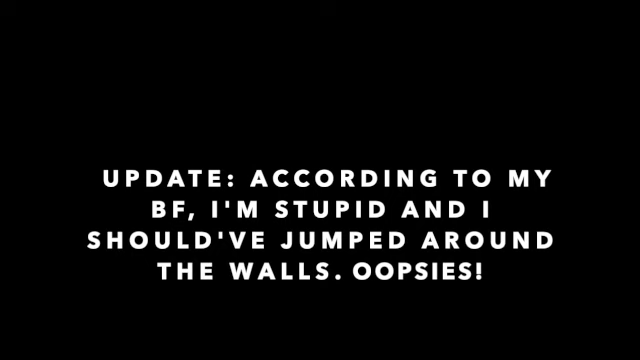 UPDATE: ACCORDING TO MY
BF, I'M STUPID AND I
SHOULD'VE JUMPED AROUND
THE WALLS. OOPSIES!